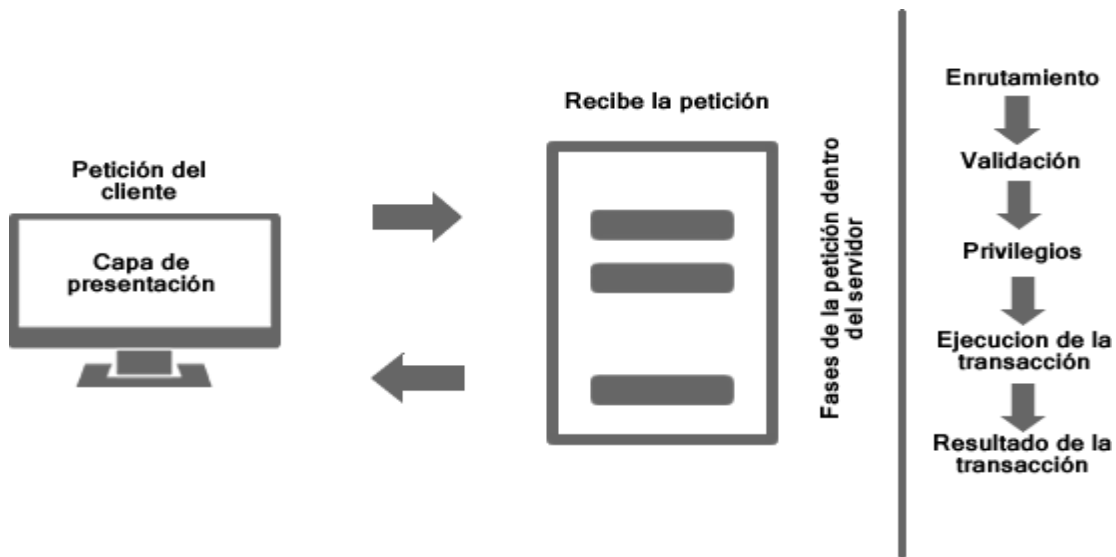 Petición del
cliente
Capa de
presentación
Recibe la petición
Fases de la petición dentro
del servidor
Enrutamiento
Validación
Privilegios
Ejecucion de la
transacción
Resultado de la
transacción